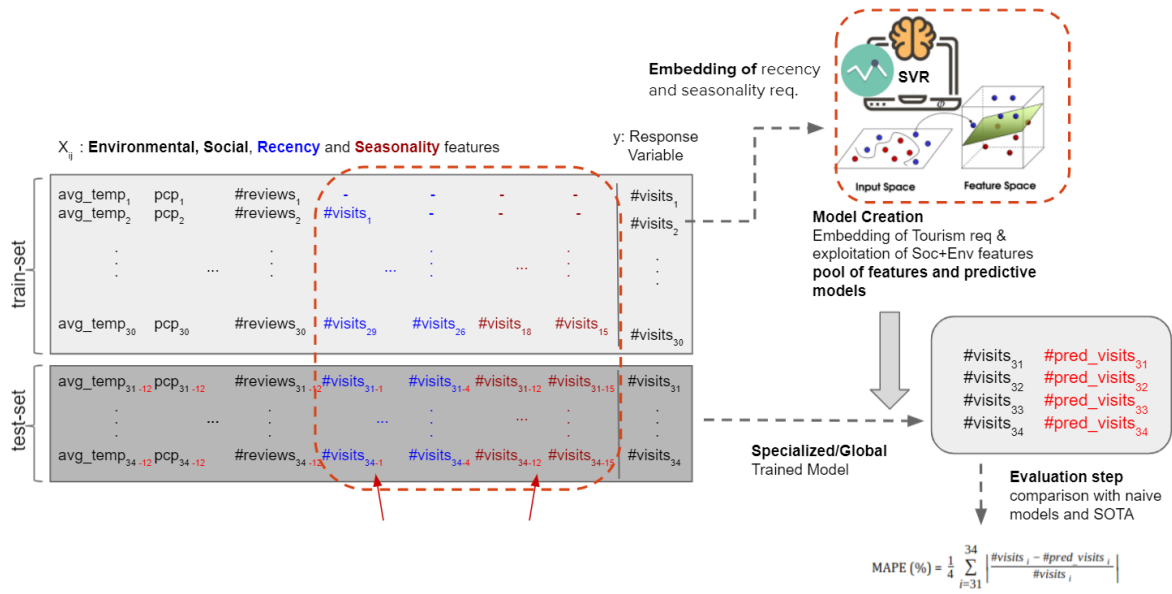 Embedding of recency
and seasonality req.
SVR
Input Space
Feature Space
X ij : Environmental, Social, Recency and Seasonality features
y: Response
Variable
train-set
avg_temp1 pcp1 #reviews1 - - - - #visits1
avg_temp2 pcp2 #reviews2 #visits1 - - - #visits2
... ... ...
avg_temp30 pcp30 #reviews30 #visits29 #visits26 #visits18 #visits15 #visits30
test-set
avg_temp31-12 pcp31-12 #reviews31-12 #visits31-1 #visits31-4 #visits31-12 #visits31-15 #visits31
... ... ...
avg_temp34-12 pcp34-12 #reviews34-12 #visits34-1 #visits34-4 #visits34-12 #visits34-15 #visits34
Model Creation
Embedding of Tourism req &
exploitation of Soc+Env features
pool of features and predictive
models
Specialized/Global
Trained Model
#visits31 #pred_visits31
#visits32 #pred_visits32
#visits33 #pred_visits33
#visits34 #pred_visits34
Evaluation step
comparison with naive
models and SOTA
MAPE (%) = 1/4 34∑i=31 | #visits i − #pred_visits i / #visits i |